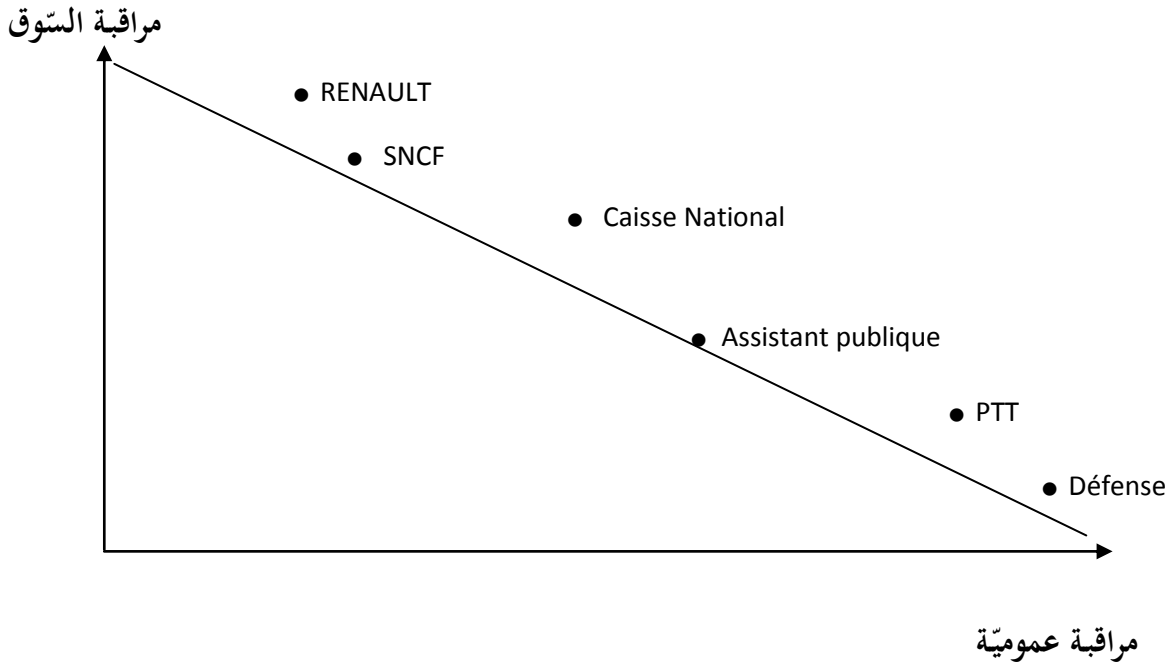 مراقبة السّوق
RENAULT
SNCF
Caisse National
Assistant publique
PTT
Défense
مراقبة عموميّة